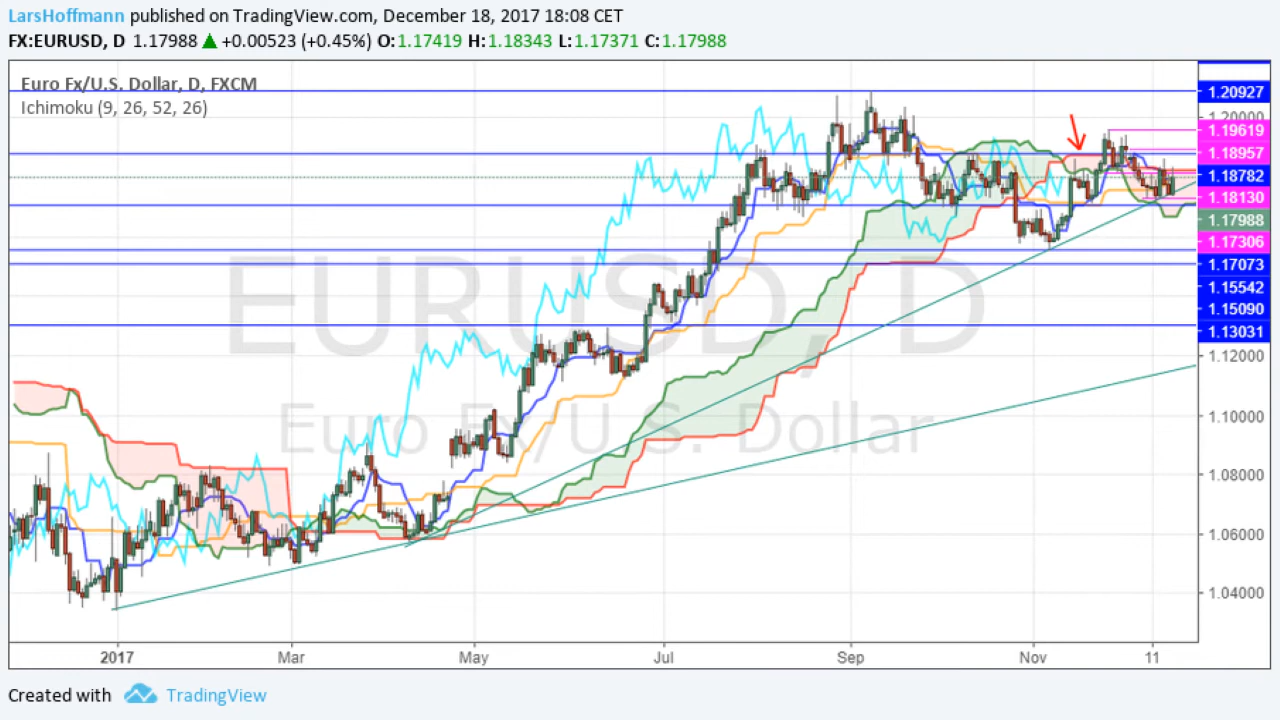 LarsHoffmann published on TradingView.com, December 18, 2017 18:08 CET
FX:EURUSD, D 1.17988 ▲ +0.00523 (+0.45%) O:1.17419 H:1.18343 L:1.17371 C:1.17988
Euro Fx/U.S. Dollar, D, FXCM
Ichimoku (9, 26, 52, 26)
EURUSD, D
Euro Fx/U.S. Dollar
1.20927
1.20000
1.19619
1.18957
1.18782
1.18130
1.17988
1.17306
1.17073
1.15542
1.15090
1.13031
1.12000
1.10000
1.08000
1.06000
1.04000
2017 Mar May Jul Sep Nov 11
Created with TradingView